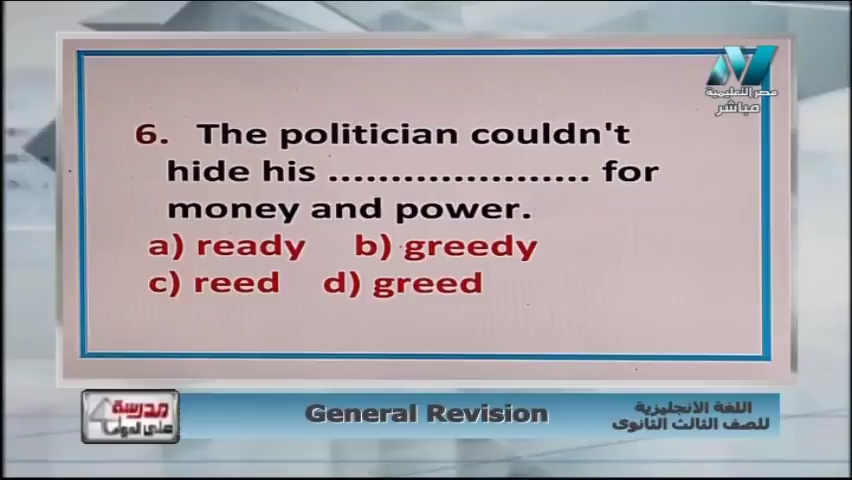 مصر التعليمية
مباشر
6. The politician couldn't
hide his ..................... for
money and power.
a) ready b) greedy
c) reed d) greed
مدرسة
على الهواء
General Revision
اللغة الانجليزية
للصف الثالث الثانوى